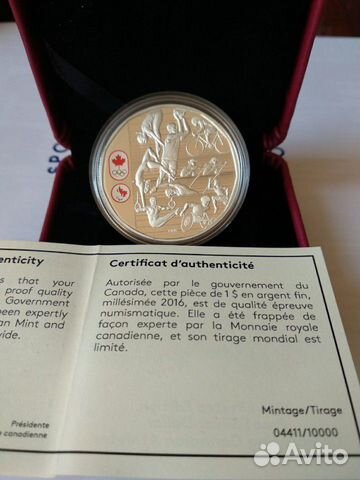 SPO
enticity
s that your
proof quality
Government
een expertly
an Mint and
vide.
Présidente
e canadienne
Certificat d'authenticité
Autorisée par le gouvernement du
Canada, cette pièce de 1 $ en argent fin,
millésimée 2016, est de qualité épreuve
numismatique. Elle a été frappée de
façon experte par la Monnaie royale
canadienne, et son tirage mondial est
limité.
Mintage/Tirage
04411/10000
Avito